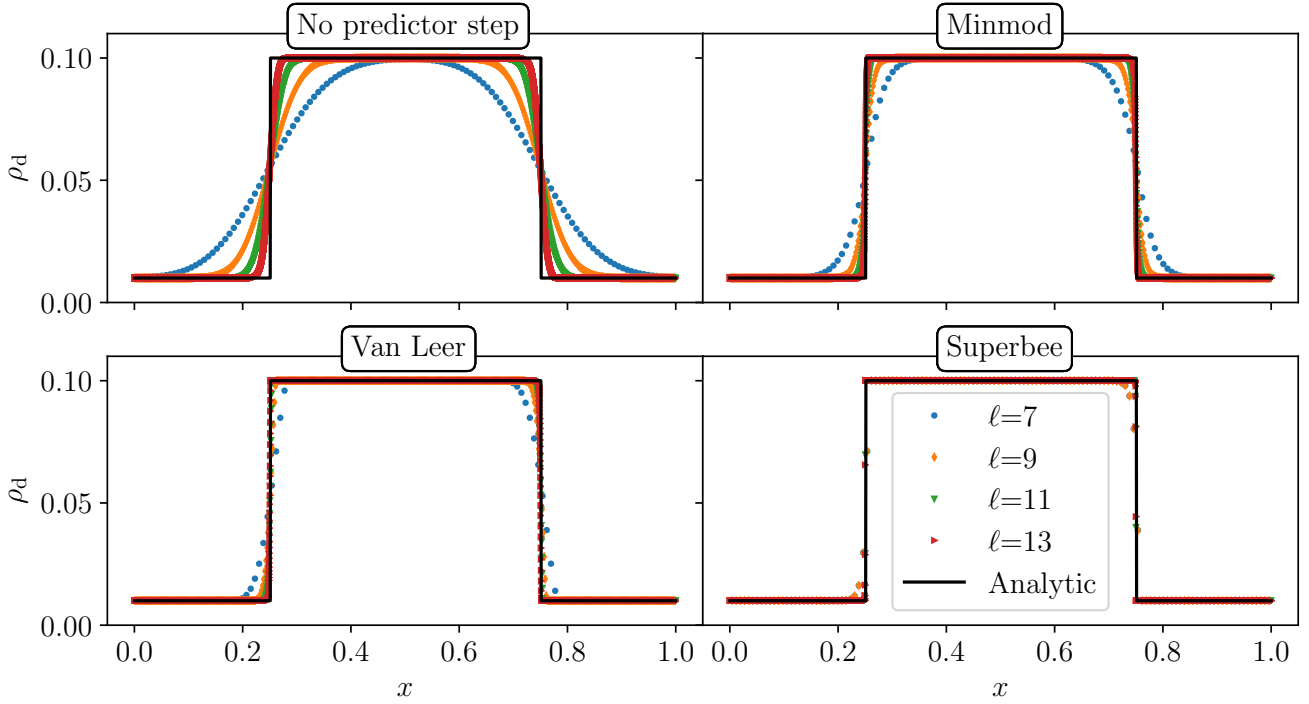 No predictor step
Minmod
0.10
0.05
0.00
ρd
Van Leer
Superbee
0.10
0.05
0.00
ρd
ℓ=7
ℓ=9
ℓ=11
ℓ=13
Analytic
0.0 0.2 0.4 0.6 0.8 1.0
0.0 0.2 0.4 0.6 0.8 1.0
x
x